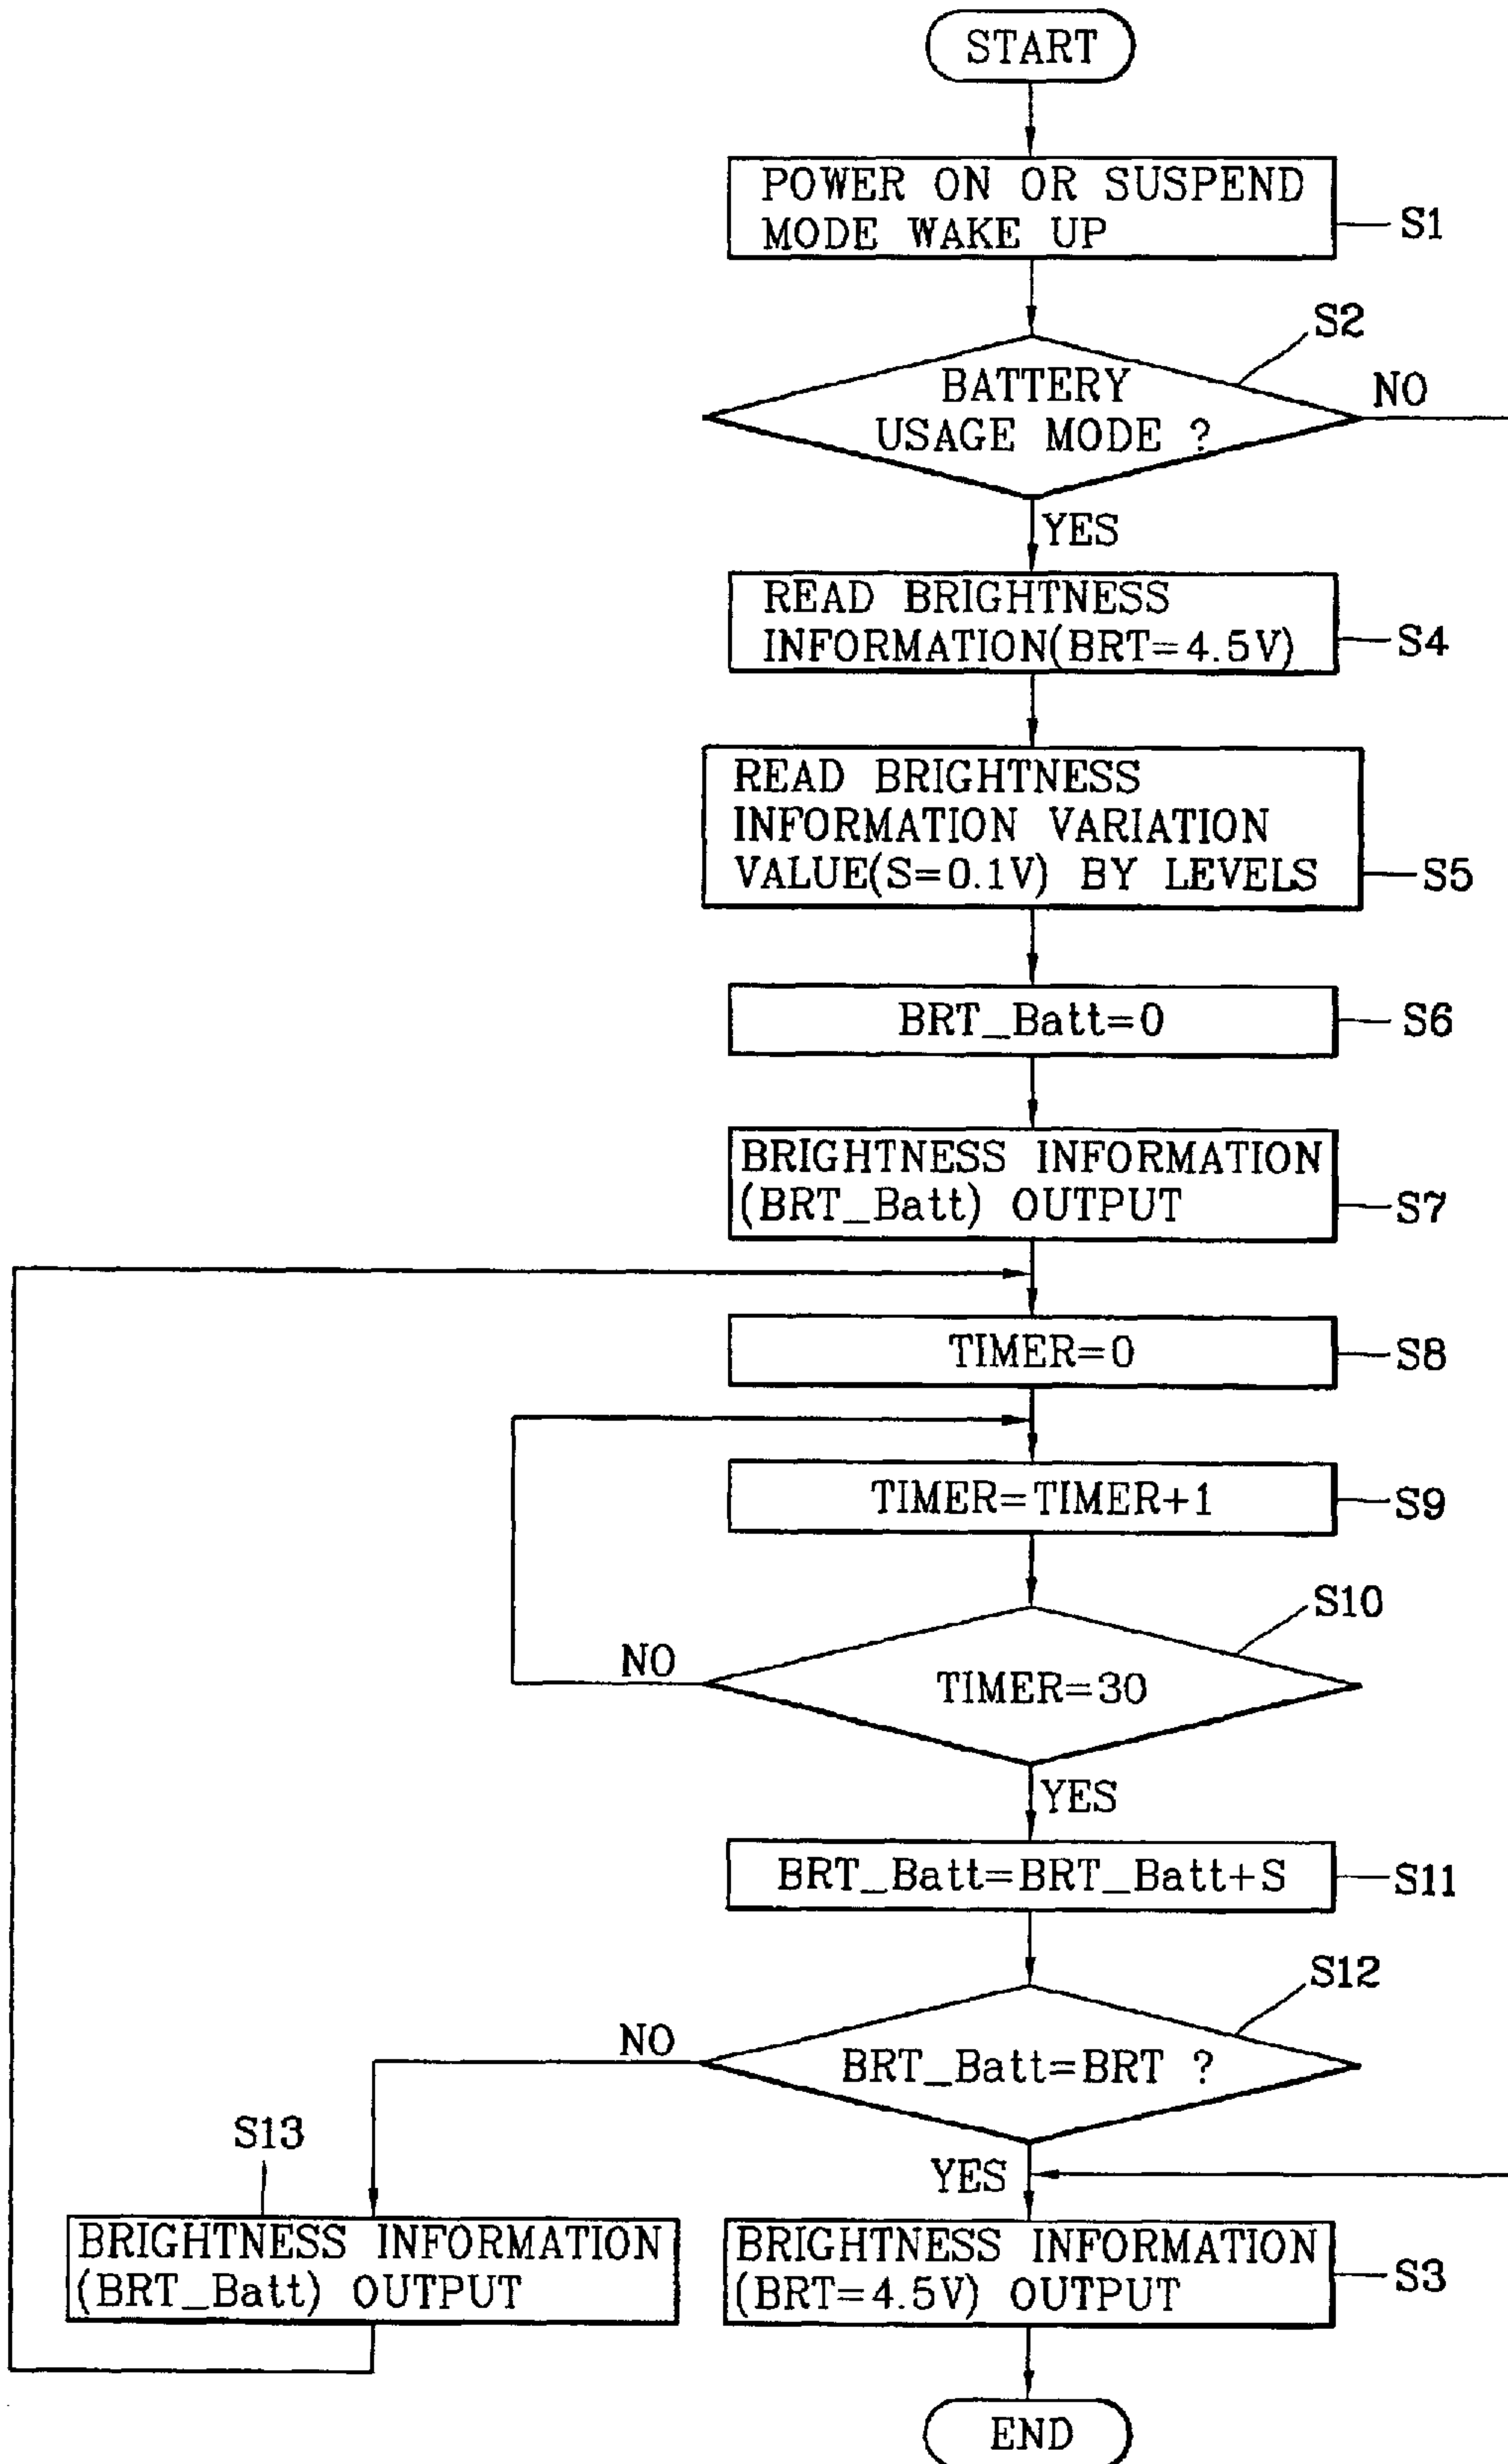 START
POWER ON OR SUSPEND
MODE WAKE UP
S1
S2
BATTERY
USAGE MODE ?
NO
YES
READ BRIGHTNESS
INFORMATION(BRT=4.5V)
S4
READ BRIGHTNESS
INFORMATION VARIATION
VALUE(S=0.1V) BY LEVELS
S5
BRT_Batt=0
S6
BRIGHTNESS INFORMATION
(BRT_Batt) OUTPUT
S7
TIMER=0
S8
TIMER=TIMER+1
S9
S10
NO
TIMER=30
YES
BRT_Batt=BRT_Batt+S
S11
S12
NO
BRT_Batt=BRT ?
S13
YES
BRIGHTNESS INFORMATION
(BRT_Batt) OUTPUT
BRIGHTNESS INFORMATION
(BRT=4.5V) OUTPUT
S3
END